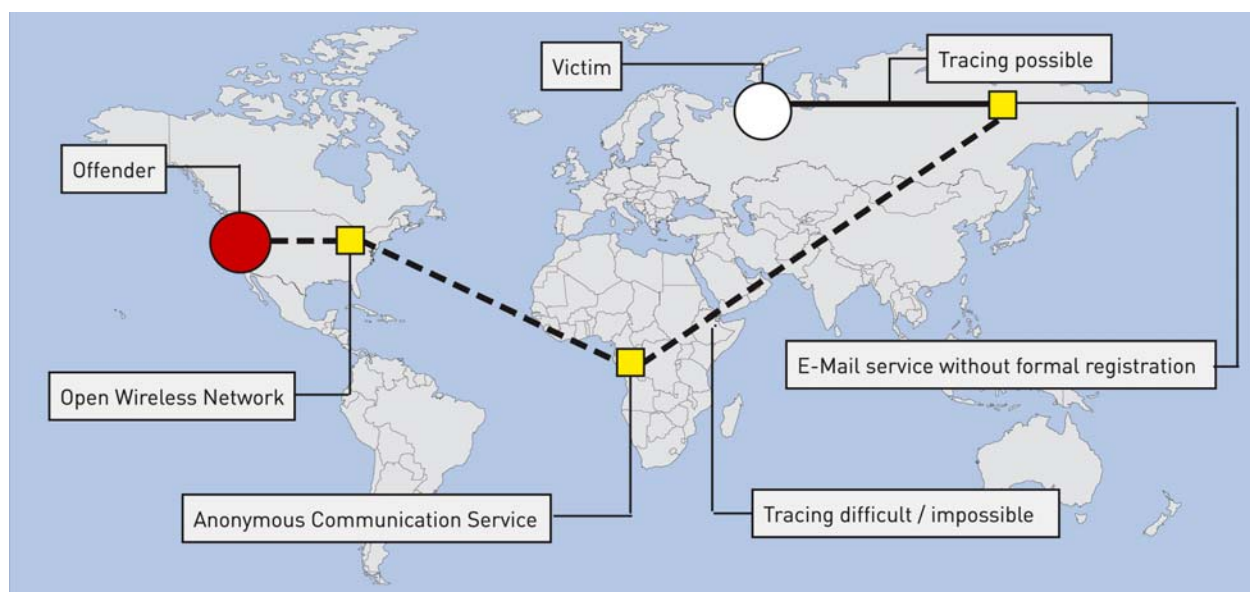 Victim
Tracing possible
Offender
E-Mail service without formal registration
Open Wireless Network
Anonymous Communication Service
Tracing difficult / impossible